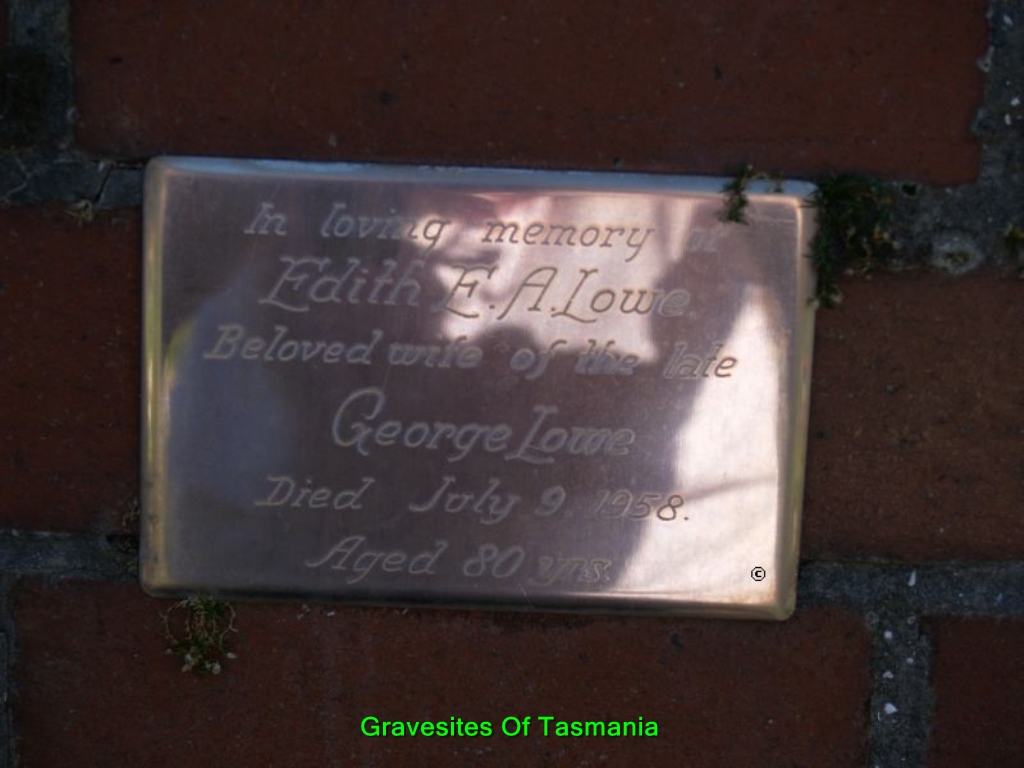 In loving memory of
Edith E. A. Lowe.
Beloved wife of the late
George Lowe
Died July 9. 1958.
Aged 80 yrs.
©
Gravesites Of Tasmania